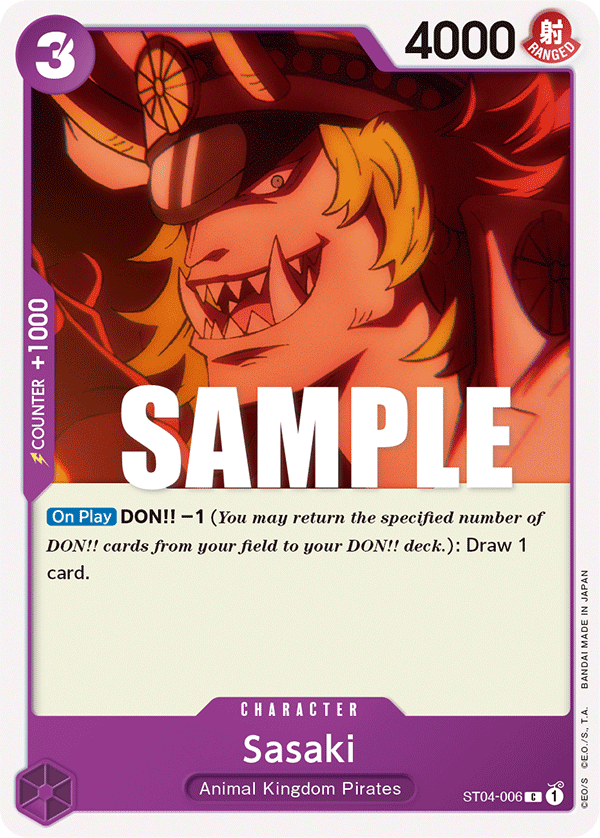 3
4000
射
RANGED
COUNTER +1000
SAMPLE
On Play DON!! −1 (You may return the specified number of
DON!! cards from your field to your DON!! deck.): Draw 1
card.
CHARACTER
Sasaki
Animal Kingdom Pirates
ST04-006 C 1
©EO/S ©E.O./S., T.A. BANDAI MADE IN JAPAN